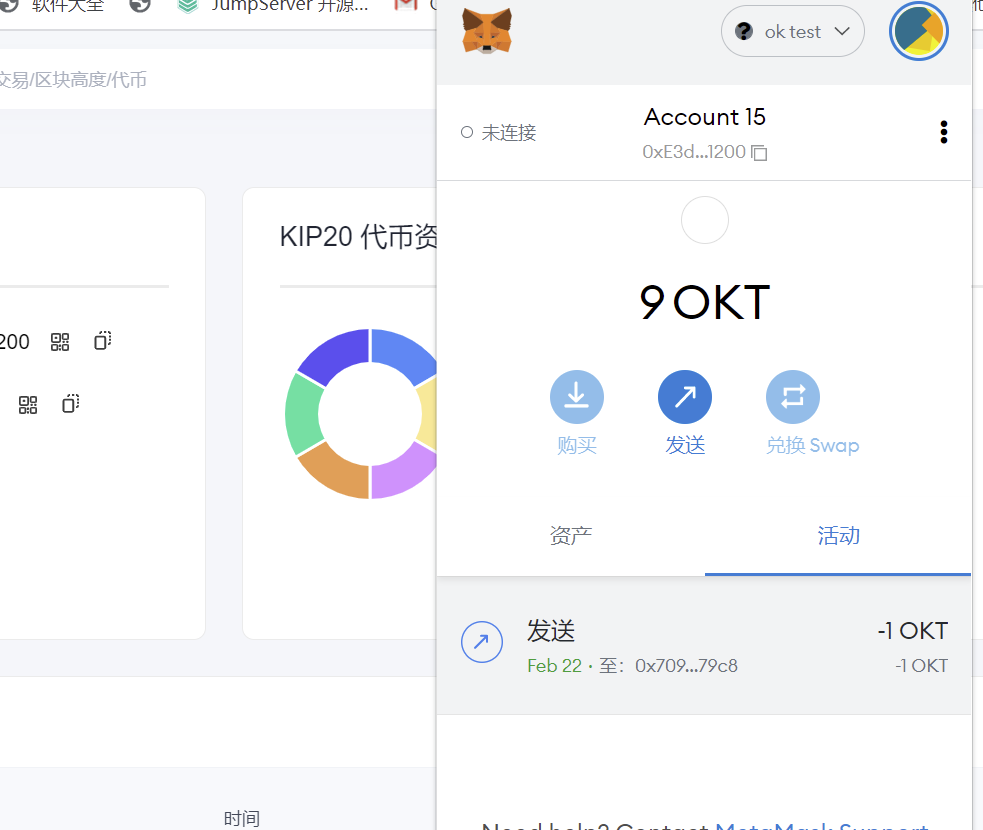 软件大全
JumpServer 开源...
ok test
交易/区块高度/代币
Account 15
未连接
0xE3d...1200
KIP20 代币资
9 OKT
200
购买
发送
兑换 Swap
资产
活动
发送
-1 OKT
Feb 22 · 至: 0x709...79c8
-1 OKT
时间
Need help? Contact MetaMask Support